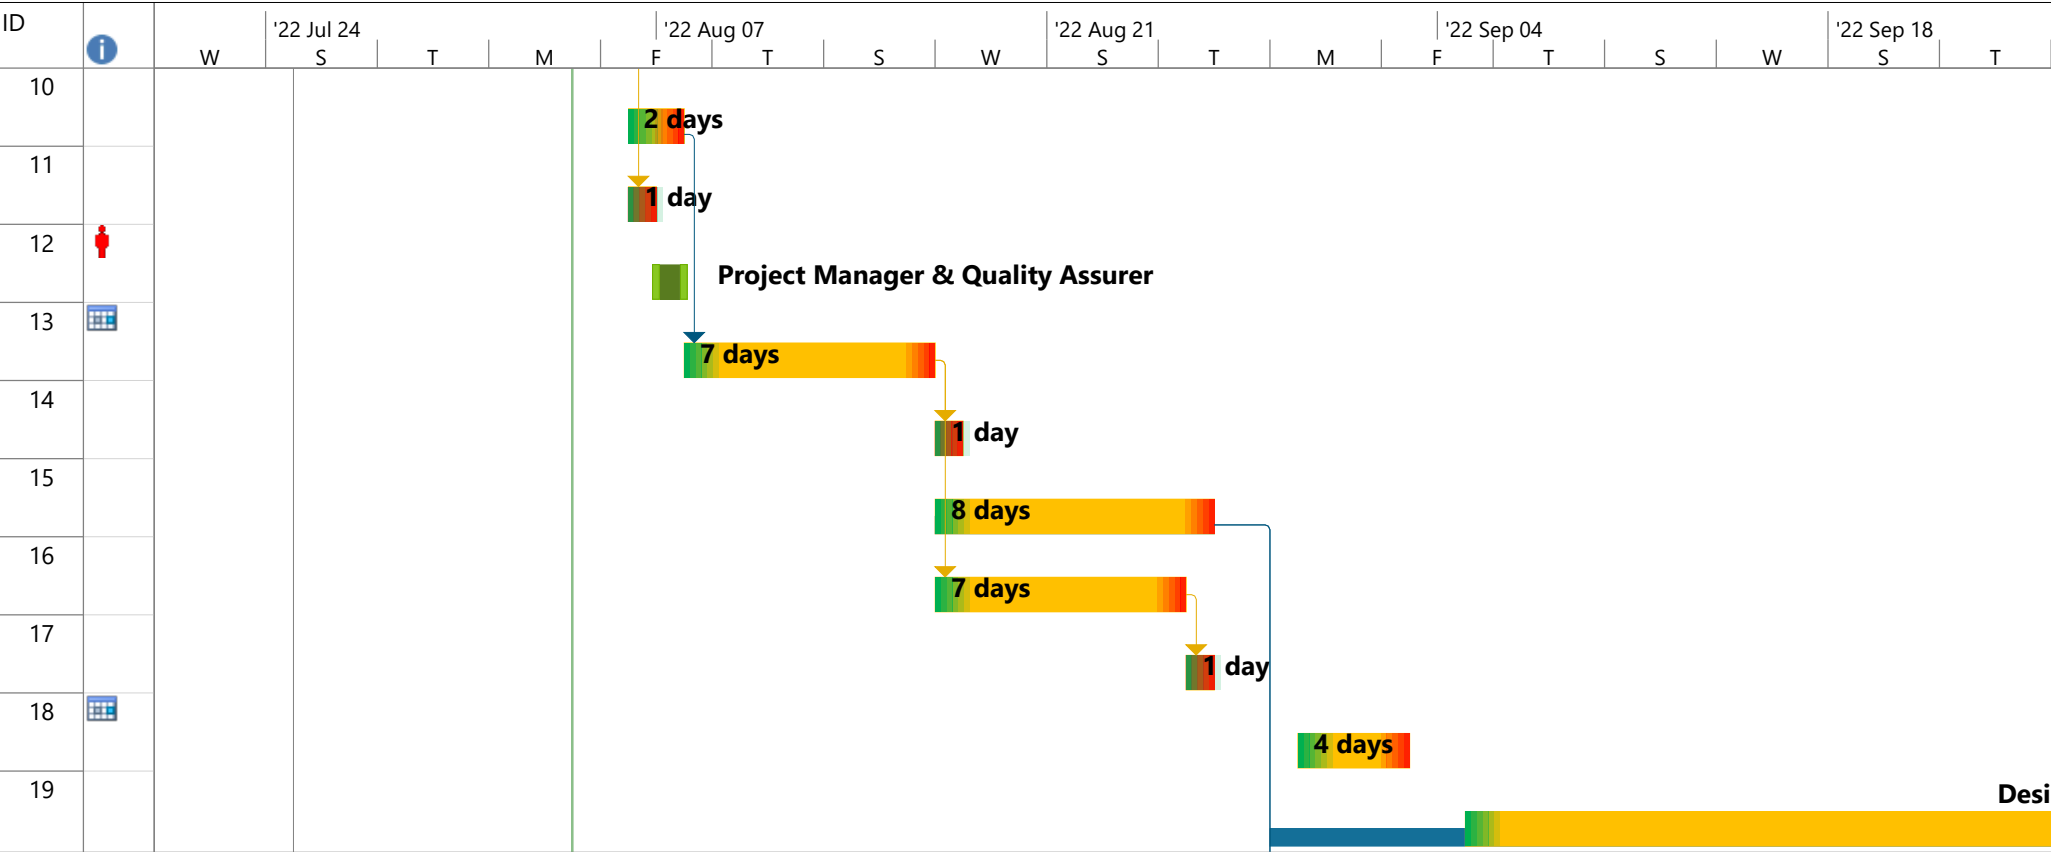 ID
'22 Jul 24 '22 Aug 07 '22 Aug 21 '22 Sep 04 '22 Sep 18
i
W S T M F T S W S T M F T S W S T
10
2 days
11
1 day
12
Project Manager & Quality Assurer
13
7 days
14
1 day
15
8 days
16
7 days
17
1 day
18
4 days
19
Desi